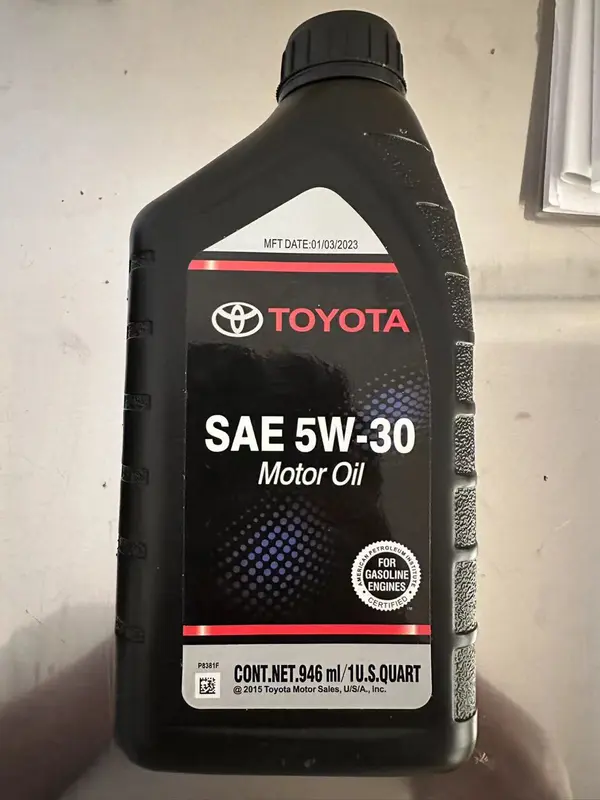 MFT DATE:01/03/2023
TOYOTA
SAE 5W-30
Motor Oil
AMERICAN PETROLEUM INSTITUTE
FOR
GASOLINE
ENGINES
CERTIFIED
TM
P8381F
CONT.NET.946 ml/1U.S.QUART
@ 2015 Toyota Motor Sales, U/S/A., Inc.